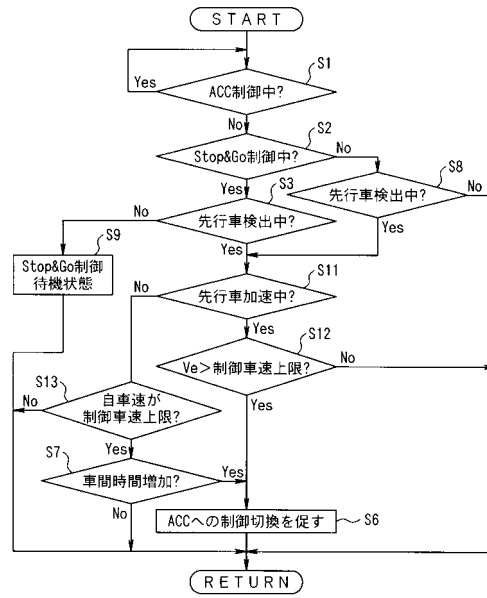 START
S1
ACC制御中?
Yes
No
S2
Stop&Go制御中?
No
Yes
S8
先行車検出中?
No
Yes
S3
先行車検出中?
No
S9
Stop&Go制御
待機状態
S11
先行車加速中?
No
Yes
S12
Ve>制御車速上限?
No
Yes
S13
自車速が
制御車速上限?
No
Yes
S7
車間時間増加?
Yes
No
ACCへの制御切換を促す
S6
RETURN